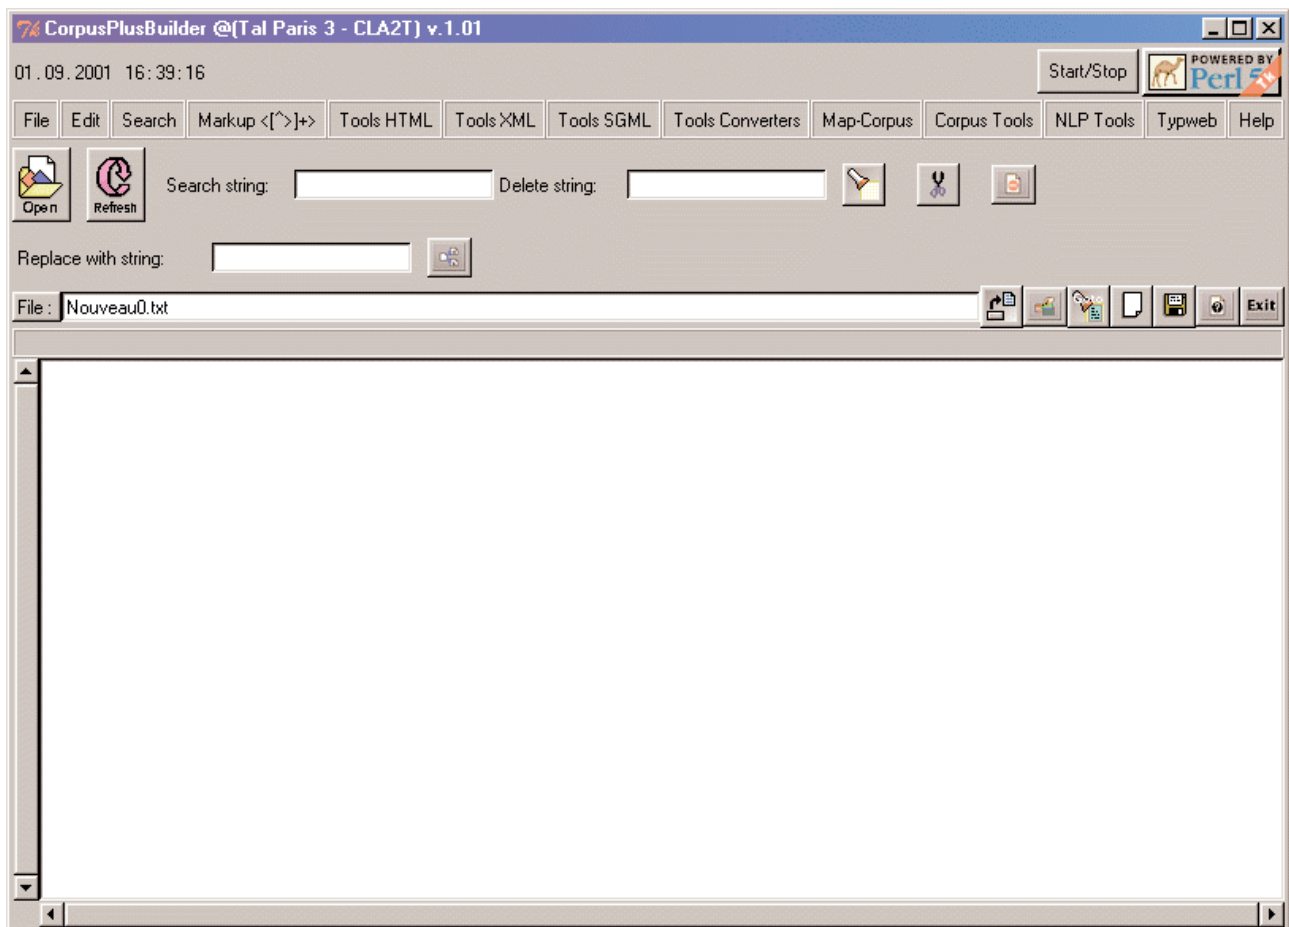 CorpusPlusBuilder @(Tal Paris 3 - CLA2T) v.1.01
01.09.2001 16:39:16 Start/Stop POWERED BY
Perl 5
File Edit Search Markup <[^>]+> Tools HTML Tools XML Tools SGML Tools Converters Map-Corpus Corpus Tools NLP Tools Typweb Help
Open Refresh Search string: Delete string:
Replace with string:
File : Nouveau0.txt Exit